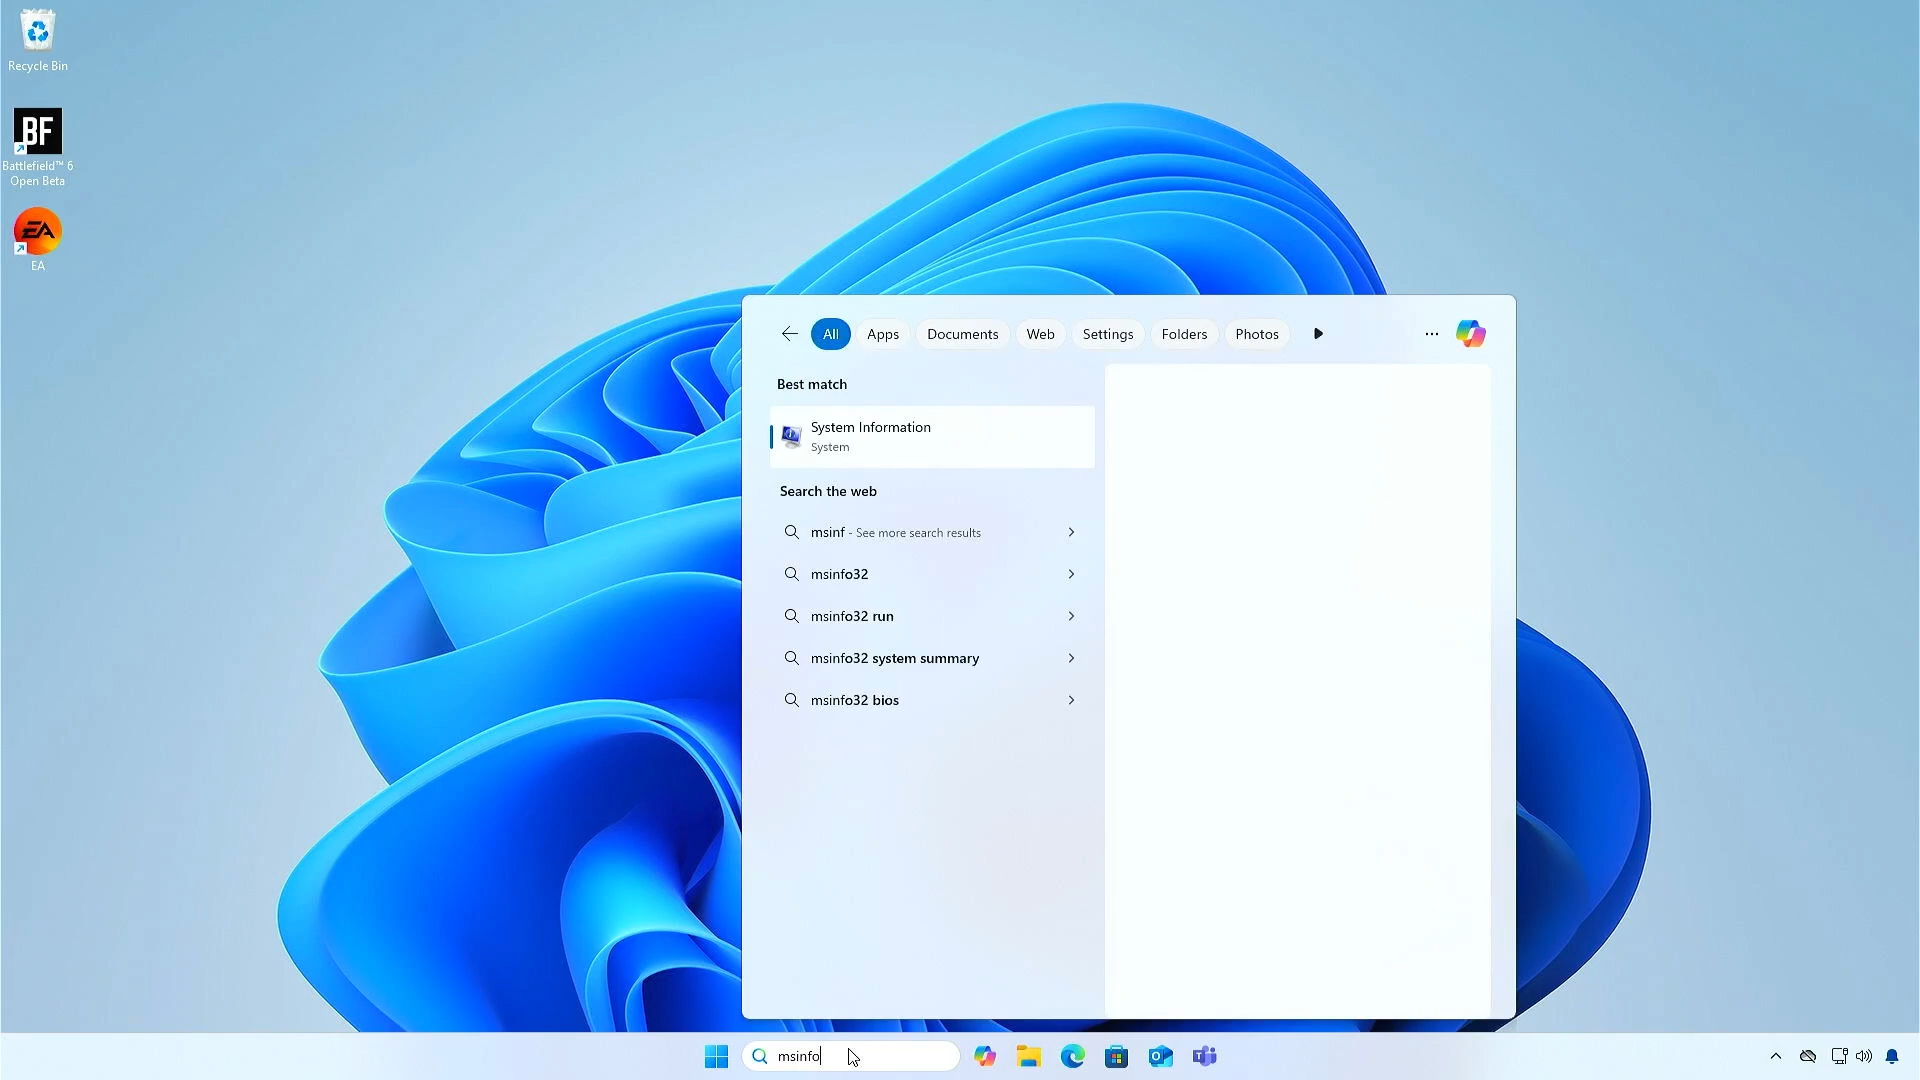 Recycle Bin
BF
Battlefield™ 6
Open Beta
EA
EA
All
Apps
Documents
Web
Settings
Folders
Photos
Best match
System Information
System
Search the web
msinf - See more search results
msinfo32
msinfo32 run
msinfo32 system summary
msinfo32 bios
msinfo